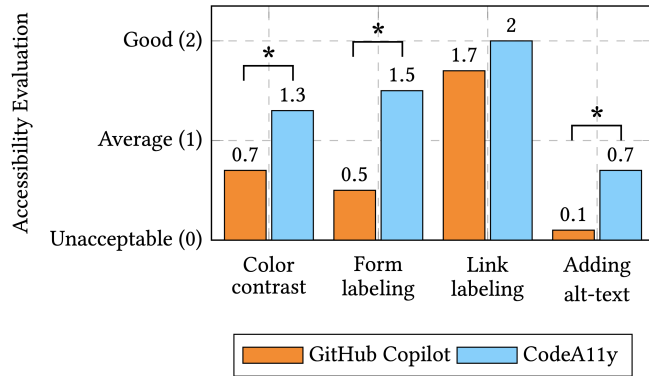 Accessibility Evaluation
Good (2)
Average (1)
Unacceptable (0)
* * *
0.7 1.3 0.5 1.5 1.7 2 0.1 0.7
Color contrast
Form labeling
Link labeling
Adding alt-text
GitHub Copilot CodeA11y